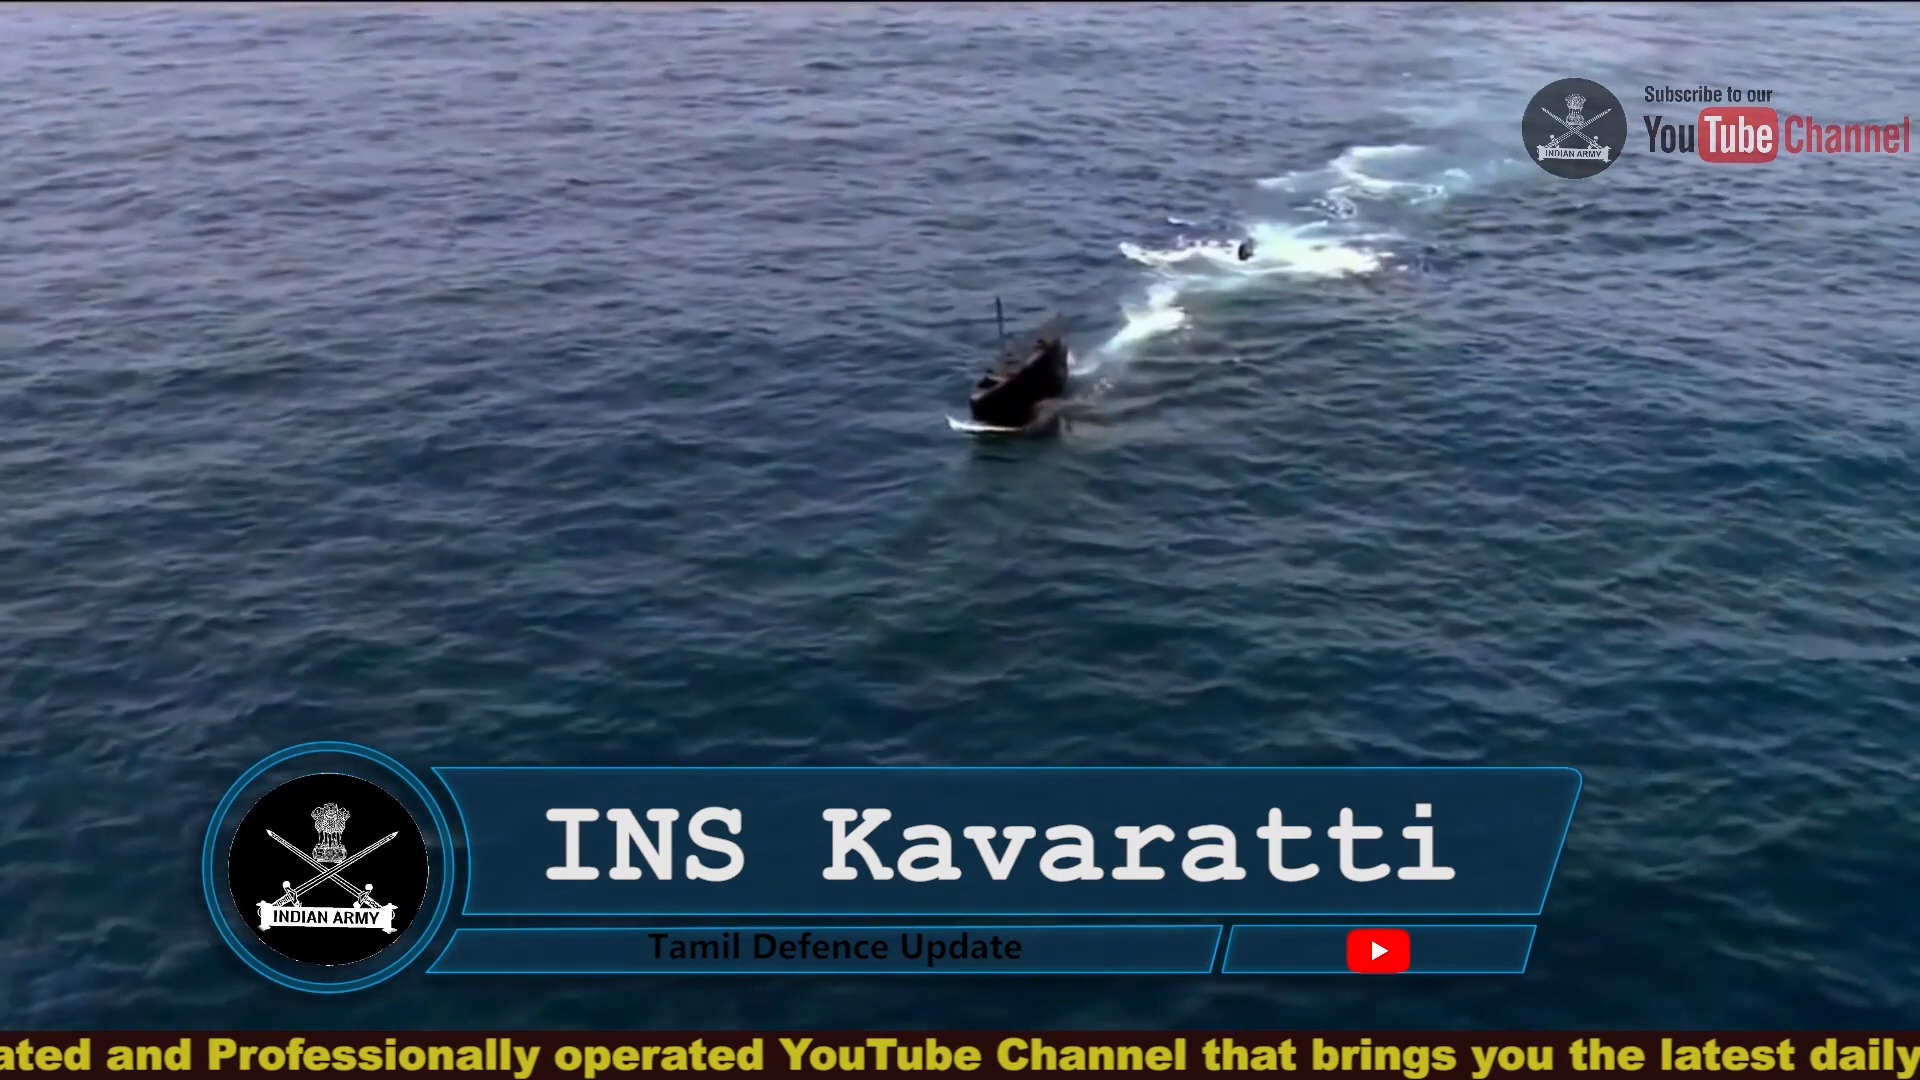 Subscribe to our
YouTube Channel
INDIAN ARMY
INS Kavaratti
INDIAN ARMY
Tamil Defence Update
ated and Professionally operated YouTube Channel that brings you the latest daily